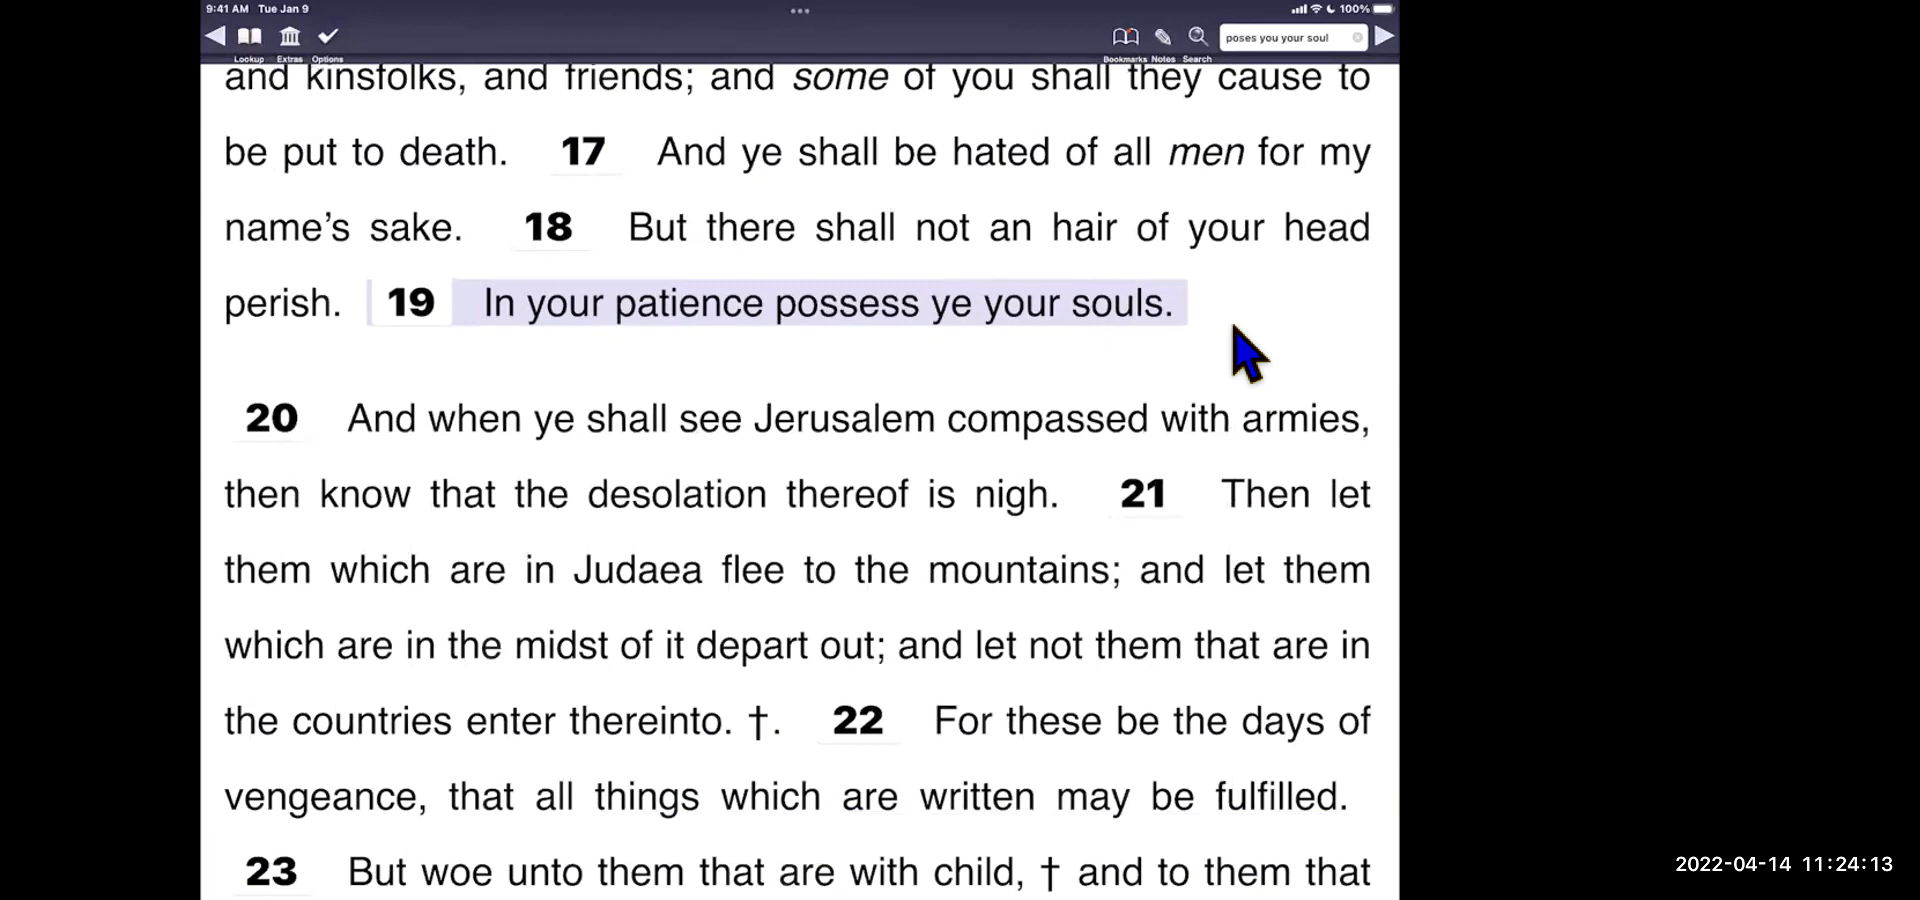 9:41 AM Tue Jan 9
100%
Lookup Extras Options
Bookmarks Notes Search
poses you your soul
and kinsfolks, and friends; and some of you shall they cause to
be put to death. 17 And ye shall be hated of all men for my
name’s sake. 18 But there shall not an hair of your head
perish. 19 In your patience possess ye your souls.
20 And when ye shall see Jerusalem compassed with armies,
then know that the desolation thereof is nigh. 21 Then let
them which are in Judaea flee to the mountains; and let them
which are in the midst of it depart out; and let not them that are in
the countries enter thereinto. †. 22 For these be the days of
vengeance, that all things which are written may be fulfilled.
23 But woe unto them that are with child, † and to them that
2022-04-14 11:24:13